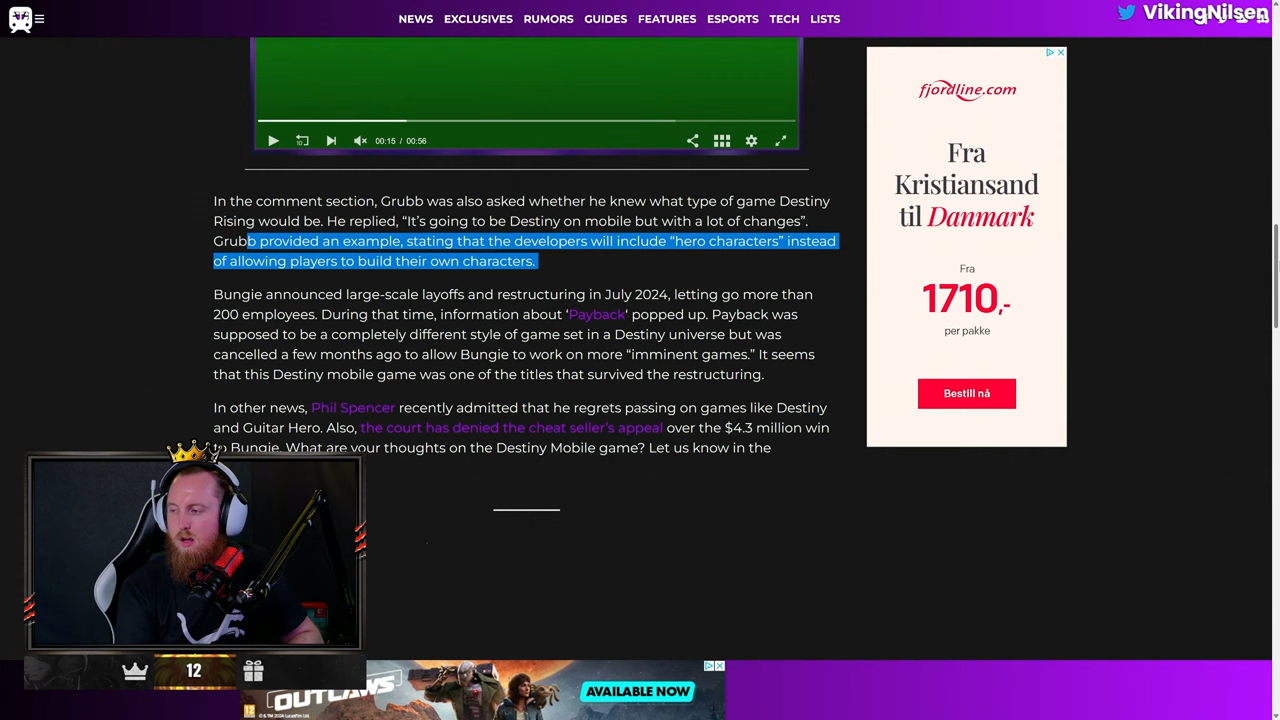 NEWS EXCLUSIVES RUMORS GUIDES FEATURES ESPORTS TECH LISTS
VikingNilsen
00:15 / 00:56
In the comment section, Grubb was also asked whether he knew what type of game Destiny
Rising would be. He replied, “It’s going to be Destiny on mobile but with a lot of changes”.
Grubb provided an example, stating that the developers will include “hero characters” instead
of allowing players to build their own characters.
Bungie announced large-scale layoffs and restructuring in July 2024, letting go more than
200 employees. During that time, information about ‘Payback‘ popped up. Payback was
supposed to be a completely different style of game set in a Destiny universe but was
cancelled a few months ago to allow Bungie to work on more “imminent games.” It seems
that this Destiny mobile game was one of the titles that survived the restructuring.
In other news, Phil Spencer recently admitted that he regrets passing on games like Destiny
and Guitar Hero. Also, the court has denied the cheat seller’s appeal over the $4.3 million win
to Bungie. What are your thoughts on the Destiny Mobile game? Let us know in the
fjordline.com
Fra
Kristiansand
til Danmark
Fra
1710,-
per pakke
Bestill nå
12
OUTLAWS
AVAILABLE NOW
12